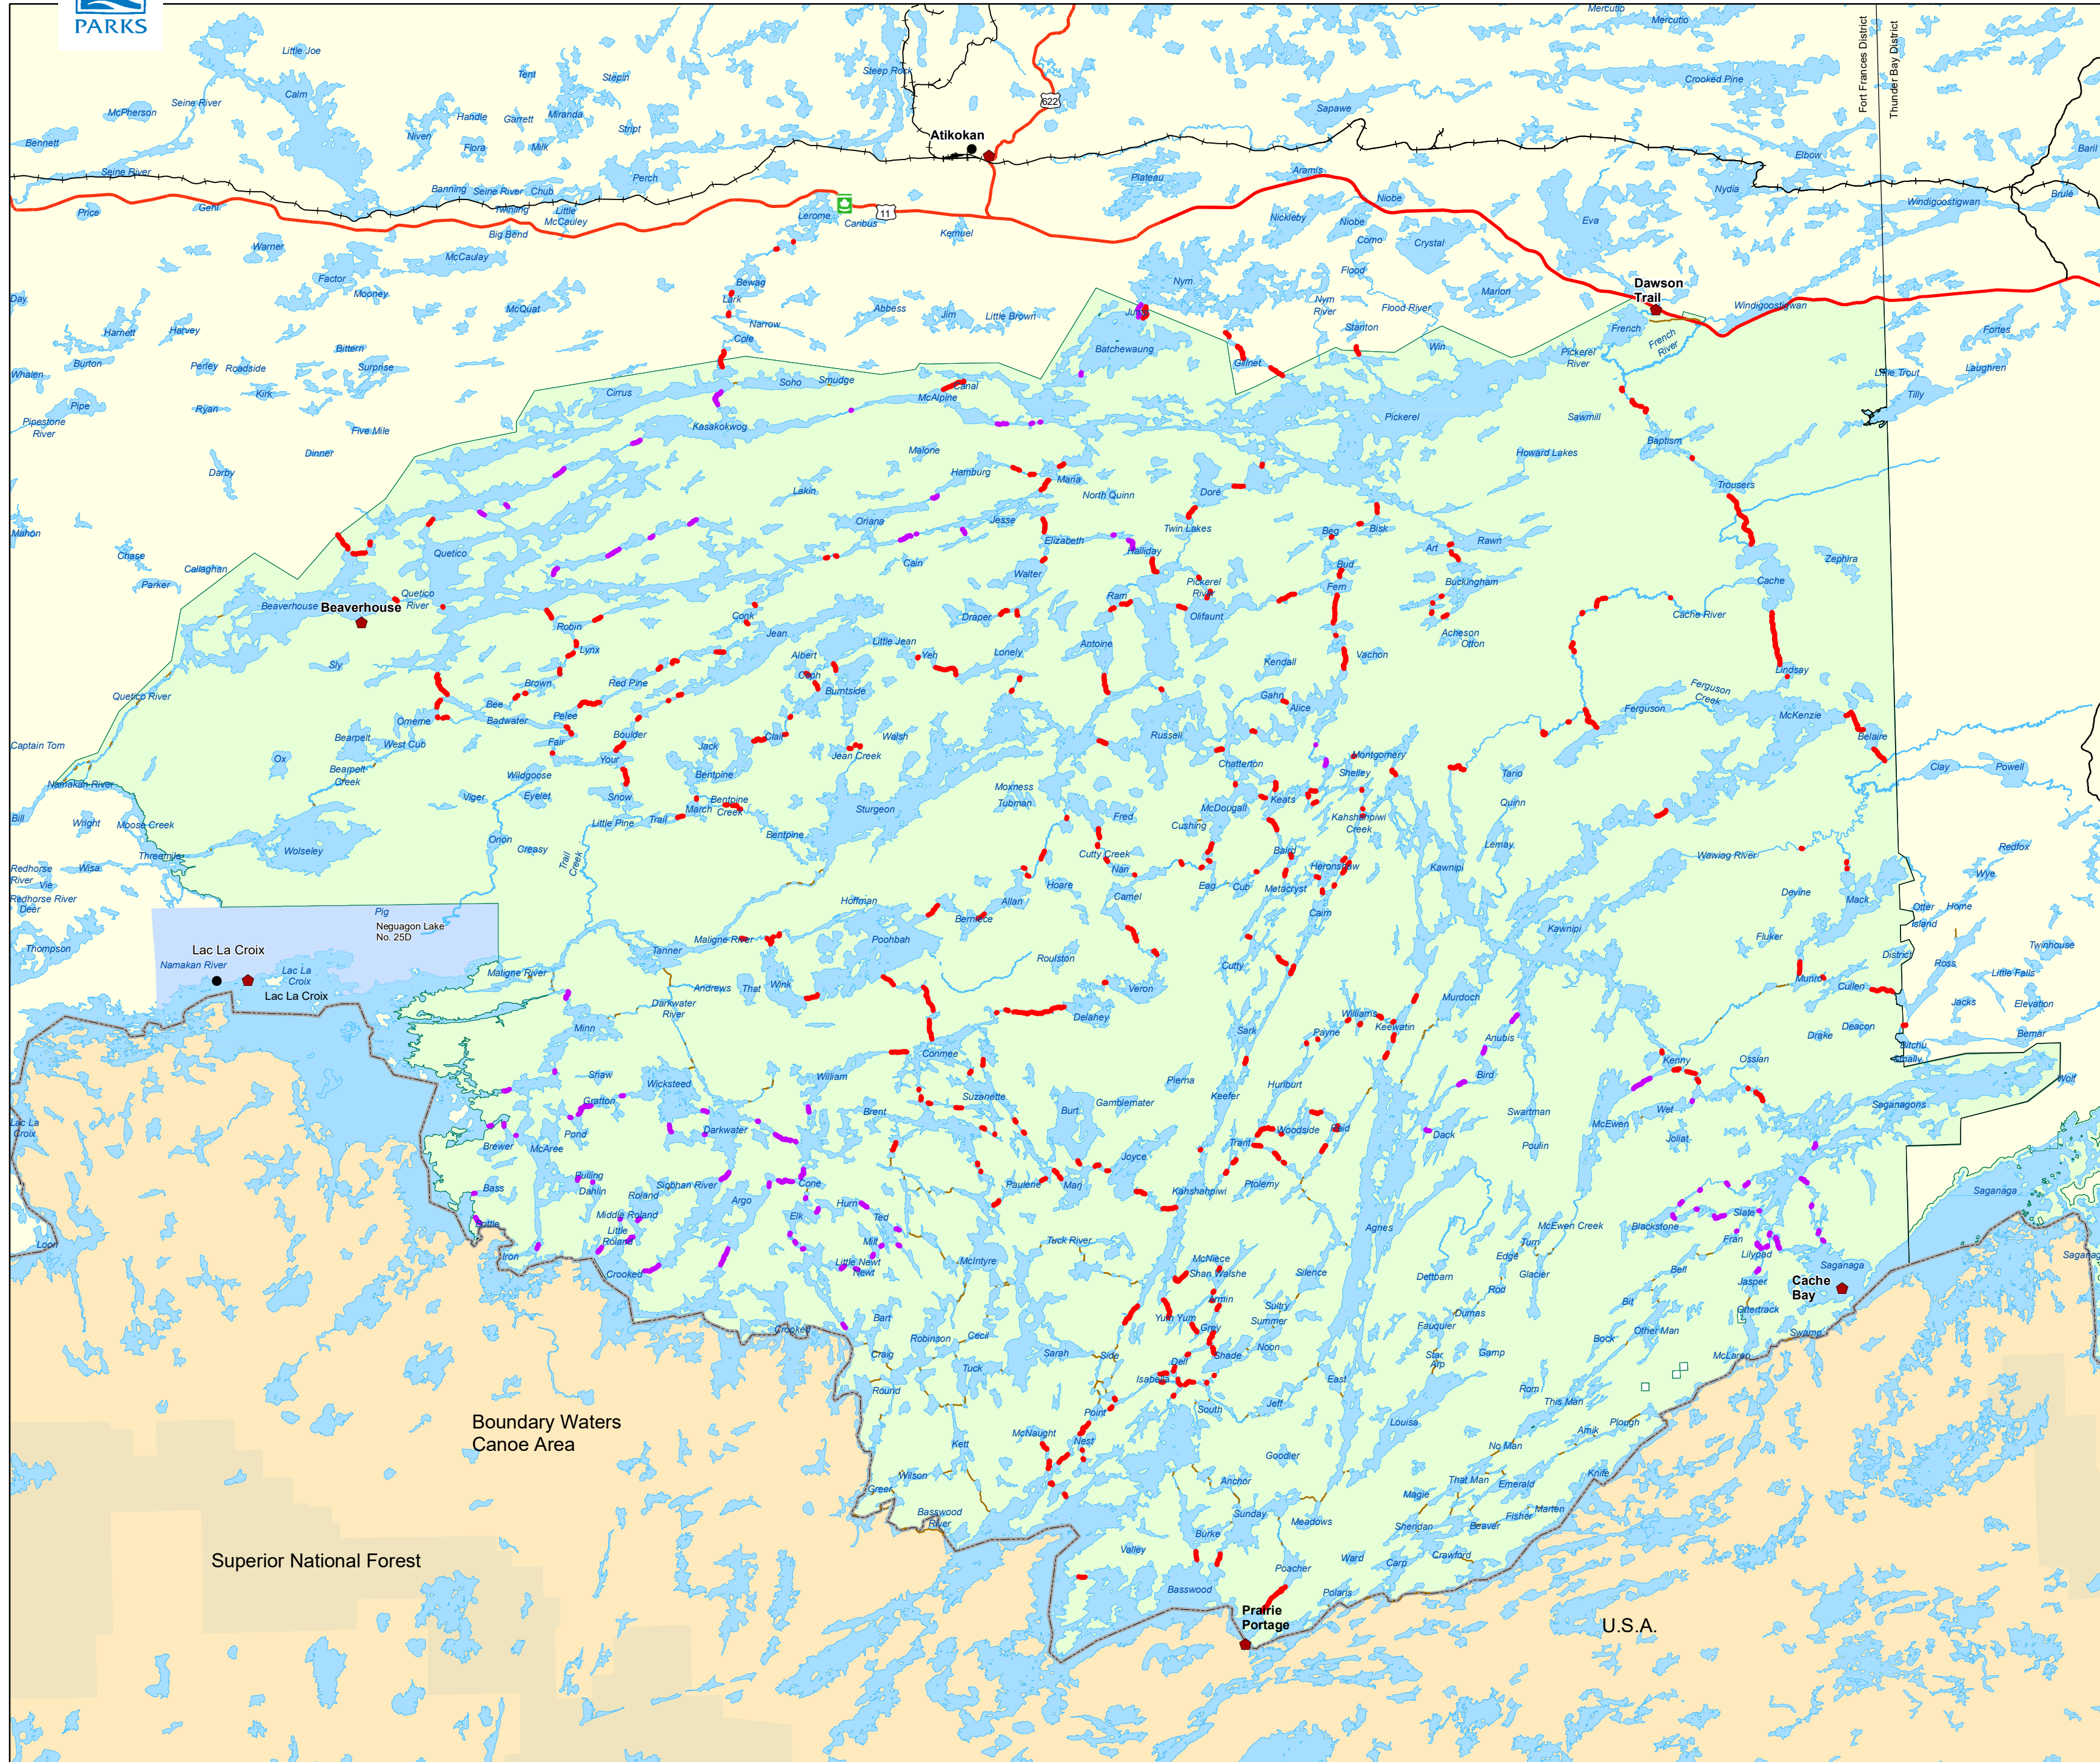 PARKS
Mercutio
Mercutio
Little Joe
Fort Frances District
Thunder Bay District
Tent
Stepin
Steep Rock
Crooked Pine
Calm
Seine River
McPherson
622
Sapawe
Handle
Garrett
Miranda
Stript
Niven
Flora
Milk
Bennett
Atikokan
Elbow
Baril
Seine River
Perch
Plateau
Aramis
Banning
Seine River
Chub
Nydia
Brulé
Niobe
Windigoostigwan
Price
Gehl
Twinling
Little
McCauley
Lerome
Caribus
11
Nickleby
Niobe
Eva
Big Bend
Kemuel
Como
Crystal
Warner
McCaulay
Flood
Factor
Mooney
Bewag
Nym
Dawson
Trail
Marion
Day
Lark
Nym
River
Flood River
Windigoostigwan
McQuat
Abbess
Jim
Little Brown
Narrow
Stanton
French
French
River
Harnett
Harvey
Cole
Fortes
Bittern
Batchewaung
Win
Pickerel
River
Burton
Perley
Roadside
Surprise
Gillnet
Laughren
Whalen
Little Trout
Kirk
Cirrus
Soho
Smudge
Canal
McAlpine
Tilly
Pipe
Ryan
Pickerel
Sawmill
Pipestone
River
Five Mile
Kasakokwog
Baptism
Dinner
Malone
Howard Lakes
Darby
Hamburg
Maria
Trousers
Lakin
North Quinn
Doré
Oriana
Jesse
Twin Lakes
Beg
Bisk
Mahon
Elizabeth
Rawn
Chase
Quetico
Halliday
Art
Callaghan
Cain
Zephira
Parker
Walter
Bud
Buckingham
Cache
Quetico
River
Pickerel
River
Fern
Beaverhouse
Beaverhouse
Ram
Conk
Draper
Olifaunt
Cache River
Robin
Jean
Acheson
Otton
Little Jean
Antoine
Lynx
Albert
Yeh
Lonely
Vachon
Sly
Kendall
Ceph
Lindsay
Brown
Red Pine
Burntside
Ferguson
Creek
Quetico River
Bee
Gahn
Alice
Ferguson
Pelee
McKenzie
Omeme
Badwater
Boulder
Clair
Walsh
Russell
Belaire
Bearpelt
West Cub
Fair
Jack
Captain Tom
Jean Creek
Montgomery
Ox
Your
Chatterton
Bearpelt
Creek
Wildgoose
Bentpine
Shelley
Tario
Clay
Powell
Namakan River
Moxness
Viger
Eyelet
Snow
March
Bentpine
Creek
Tubman
Keats
Quinn
Sturgeon
McDougall
Bill
Wright
Moose Creek
Little Pine
Trail
Fred
Cushing
Kahshahpiwi
Creek
Orion
Bentpine
Lemay
Redfox
Wolseley
Creasy
Trail
Creek
Cutty Creek
Baird
Threemile
Wawiag River
Redhorse
River
Wisa
Nan
Heronshaw
Kawnipi
Wye
Vie
Hoare
Eag
Cub
Metacryst
Redhorse River
Deer
Camel
Devine
Mack
Hoffman
Allan
Pig
Berniece
Cairn
Otter
Island
Home
Neguagon Lake
No. 25D
Kawnipi
Thompson
Maligne River
Poohbah
Fluker
Lac La Croix
Tanner
Twinhouse
District
Namakan River
Roulston
Cutty
Ross
Lac La
Croix
Maligne River
Little Falls
Munro
Andrews
That
Wink
Cullen
Veron
Lac La Croix
Murdoch
Darkwater
River
Jacks
Elevation
Delahey
Williams
Minn
Sark
Payne
Keewatin
Deacon
Anubis
Drake
Bemar
Bitchu
Conmee
Kenny
Ossian
Mally
Shaw
William
Bird
Wolf
Wicksteed
Pierna
Hurlburt
Keefer
Suzanette
Gratton
Gamblemater
Saganagons
Brent
Burt
Swartman
Wet
McEwen
Lac La
Croix
Pond
Darkwater
Woodside
Reid
Dack
Joliat
Brewer
McAree
Trant
Poulin
Joyce
Fulling
Siobhan River
Cone
Paulene
Marj
Bass
Dahlin
Kahshahpiwi
Ptolemy
Saganaga
Roland
Argo
Hurn
Middle Roland
Elk
Ted
Slate
Bottle
Agnes
McEwen Creek
Blackstone
Little
Roland
Milt
Tuck River
Turn
Fran
Loon
Iron
Edge
Lilypad
McNiece
Saganaga
Crooked
Little Newt
Newt
McIntyre
Shan Walshe
Silence
Dettbarn
Glacier
Bell
Jasper
Cache
Bay
Rod
Armin
Sultry
Bit
Ottertrack
Bart
Yum Yum
Summer
Dumas
Grey
Fauquier
Crooked
Robinson
Cecil
Bock
Other Man
Swamp
Noon
Craig
Sarah
Side
Shade
Star
Gamp
McLaren
Dell
Arp
Tuck
Isabella
East
Round
Rom
This Man
Point
South
Jeff
Boundary Waters
Canoe Area
Louisa
Plough
McNaught
Amik
Nest
Kett
No Man
Goodier
Wilson
Knife
Anchor
That Man
Emerald
Greer
Magie
Marten
Basswood
River
Sunday
Fisher
Meadows
Sheridan
Beaver
Burke
Valley
Ward
Crawford
Superior National Forest
Carp
Poacher
Basswood
Polaris
Prairie
Portage
U.S.A.